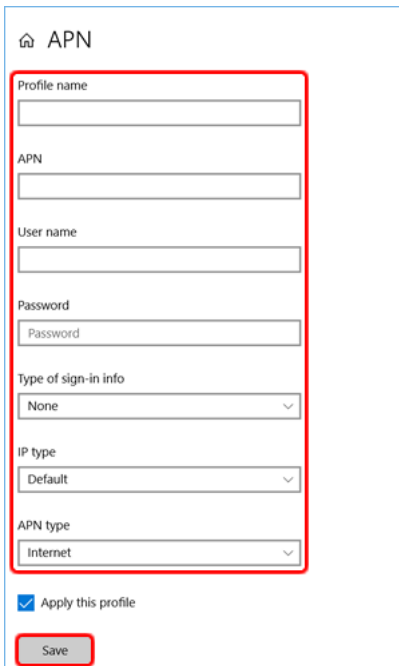 APN
Profile name
APN
User name
Password
Password
Type of sign-in info
None
IP type
Default
APN type
Internet
Apply this profile
Save